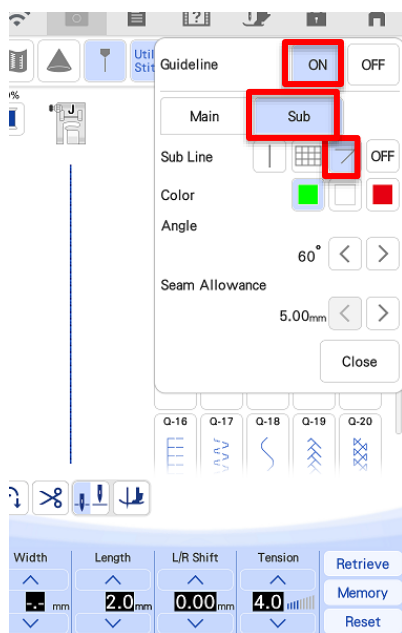 Util
Stit
%
J
Guideline
ON
OFF
Main
Sub
Sub Line
OFF
Color
Angle
60°
Seam Allowance
5.00mm
Close
Q-16
Q-17
Q-18
Q-19
Q-20
Width
Length
L/R Shift
Tension
Retrieve
-.- mm
2.0mm
0.00mm
4.0
Memory
Reset